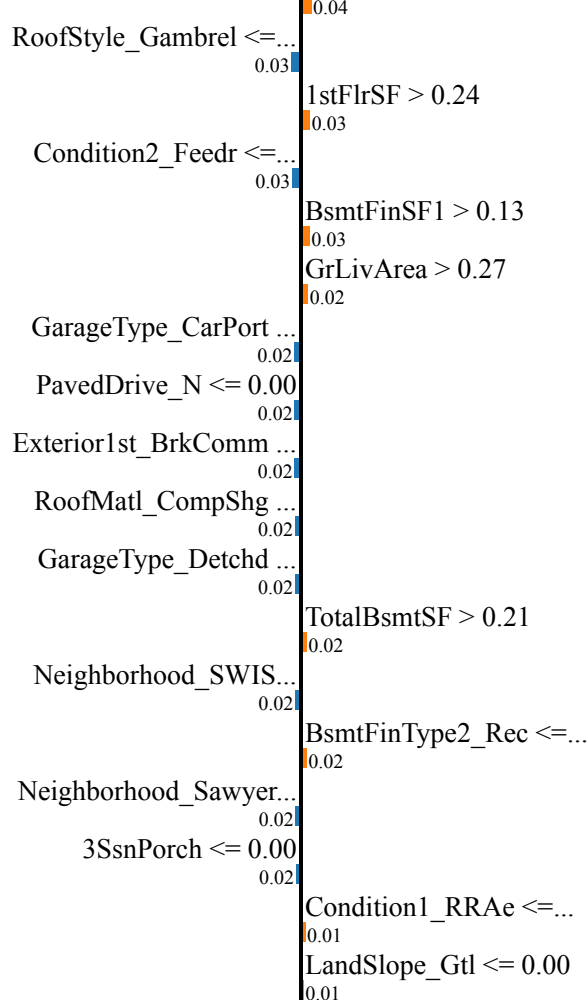 0.04
RoofStyle_Gambrel <=...
0.03
1stFlrSF > 0.24
0.03
Condition2_Feedr <=...
0.03
BsmtFinSF1 > 0.13
0.03
GrLivArea > 0.27
0.02
GarageType_CarPort ...
0.02
PavedDrive_N <= 0.00
0.02
Exterior1st_BrkComm ...
0.02
RoofMatl_CompShg ...
0.02
GarageType_Detchd ...
0.02
TotalBsmtSF > 0.21
0.02
Neighborhood_SWIS...
0.02
BsmtFinType2_Rec <=...
0.02
Neighborhood_Sawyer...
0.02
3SsnPorch <= 0.00
0.02
Condition1_RRAe <=...
0.01
LandSlope_Gtl <= 0.00
0.01